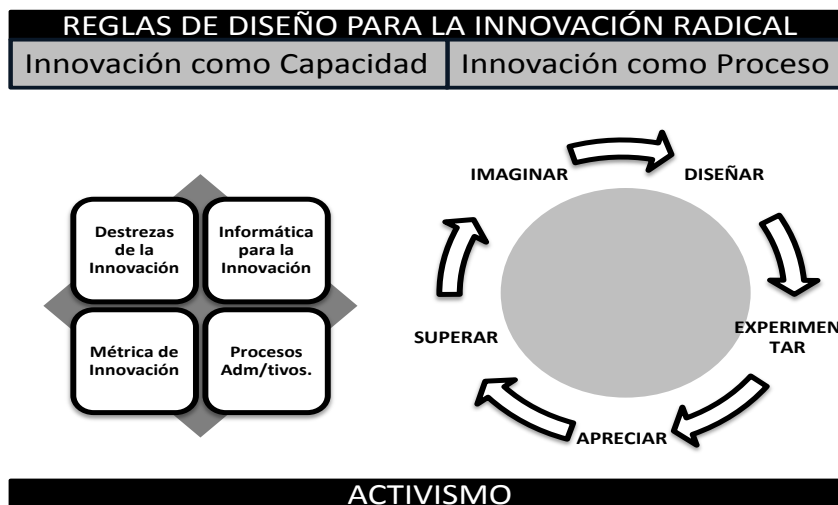 REGLAS DE DISEÑO PARA LA INNOVACIÓN RADICAL
Innovación como Capacidad
Innovación como Proceso
Destrezas
de la
Innovación
Informática
para la
Innovación
Métrica de
Innovación
Procesos
Adm/tivos.
IMAGINAR
DISEÑAR
EXPERIMEN
TAR
APRECIAR
SUPERAR
ACTIVISMO